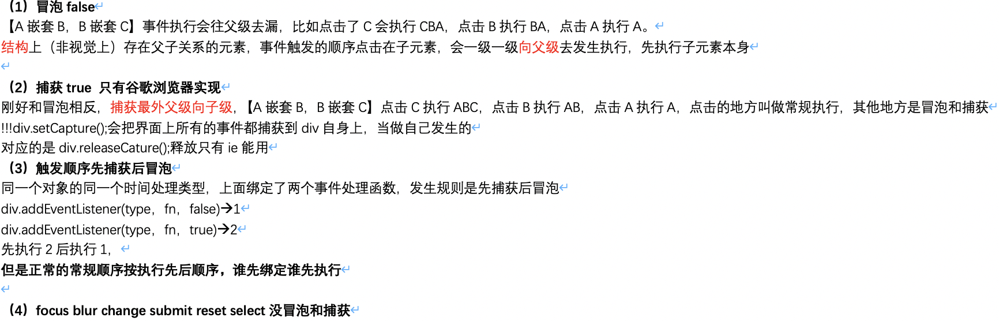 （1）冒泡 false↵
【A 嵌套 B，B 嵌套 C】事件执行会往父级去漏，比如点击了 C 会执行 CBA，点击 B 执行 BA，点击 A 执行 A。↵
结构上（非视觉上）存在父子关系的元素，事件触发的顺序点击在子元素，会一级一级向父级去发生执行，先执行子元素本身↵
↵
（2）捕获 true  只有谷歌浏览器实现↵
刚好和冒泡相反，捕获最外父级向子级，【A 嵌套 B，B 嵌套 C】点击 C 执行 ABC，点击 B 执行 AB，点击 A 执行 A，点击的地方叫做常规执行，其他地方是冒泡和捕获↵
!!!div.setCapture();会把界面上所有的事件都捕获到 div 自身上，当做自己发生的↵
对应的是 div.releaseCature();释放只有 ie 能用↵
（3）触发顺序先捕获后冒泡↵
同一个对象的同一个时间处理类型，上面绑定了两个事件处理函数，发生规则是先捕获后冒泡↵
div.addEventListener(type，fn，false)→1↵
div.addEventListener(type，fn，true)→2↵
先执行 2 后执行 1，↵
但是正常的常规顺序按执行先后顺序，谁先绑定谁先执行↵
↵
（4）focus blur change submit reset select 没冒泡和捕获↵